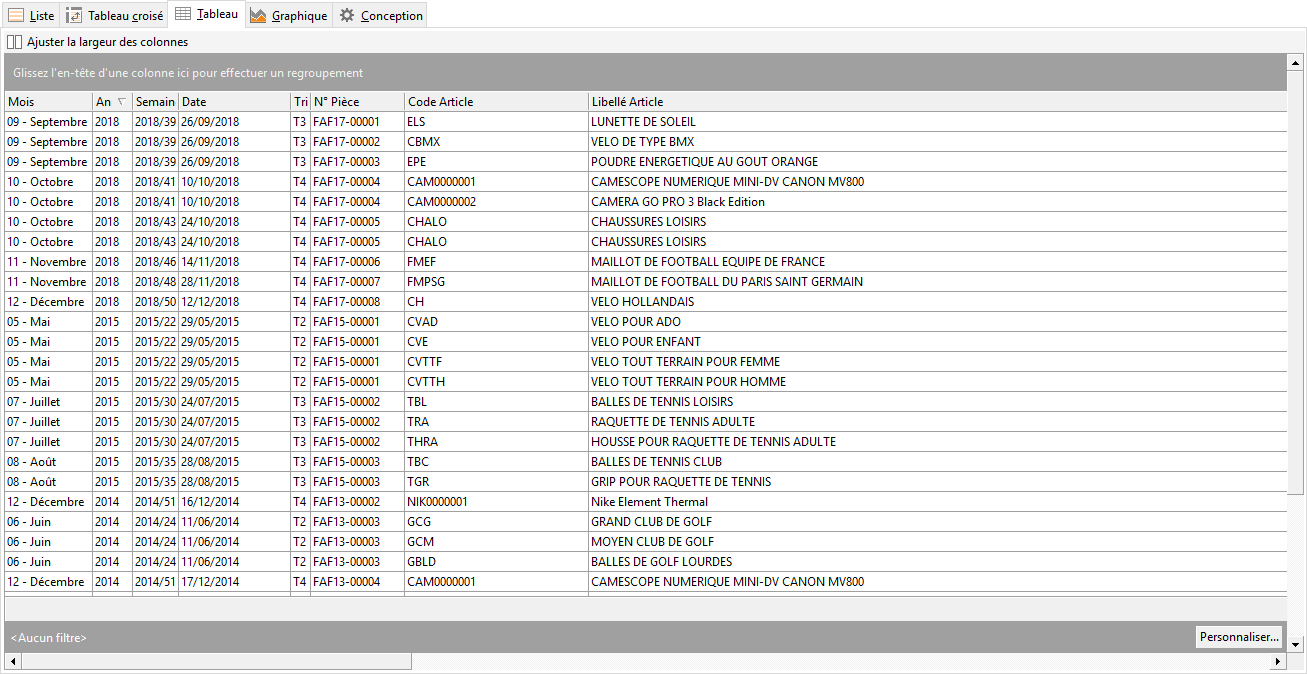 Liste Tableau croisé Tableau Graphique Conception
Ajuster la largeur des colonnes
Glissez l'en-tête d'une colonne ici pour effectuer un regroupement
Mois An Semain Date Tri N° Pièce Code Article Libellé Article
09 - Septembre 2018 2018/39 26/09/2018 T3 FAF17-00001 ELS LUNETTE DE SOLEIL
09 - Septembre 2018 2018/39 26/09/2018 T3 FAF17-00002 CBMX VELO DE TYPE BMX
09 - Septembre 2018 2018/39 26/09/2018 T3 FAF17-00003 EPE POUDRE ENERGETIQUE AU GOUT ORANGE
10 - Octobre 2018 2018/41 10/10/2018 T4 FAF17-00004 CAM0000001 CAMESCOPE NUMERIQUE MINI-DV CANON MV800
10 - Octobre 2018 2018/41 10/10/2018 T4 FAF17-00004 CAM0000002 CAMERA GO PRO 3 Black Edition
10 - Octobre 2018 2018/43 24/10/2018 T4 FAF17-00005 CHALO CHAUSSURES LOISIRS
10 - Octobre 2018 2018/43 24/10/2018 T4 FAF17-00005 CHALO CHAUSSURES LOISIRS
11 - Novembre 2018 2018/46 14/11/2018 T4 FAF17-00006 FMEF MAILLOT DE FOOTBALL EQUIPE DE FRANCE
11 - Novembre 2018 2018/48 28/11/2018 T4 FAF17-00007 FMPSG MAILLOT DE FOOTBALL DU PARIS SAINT GERMAIN
12 - Décembre 2018 2018/50 12/12/2018 T4 FAF17-00008 CH VELO HOLLANDAIS
05 - Mai 2015 2015/22 29/05/2015 T2 FAF15-00001 CVAD VELO POUR ADO
05 - Mai 2015 2015/22 29/05/2015 T2 FAF15-00001 CVE VELO POUR ENFANT
05 - Mai 2015 2015/22 29/05/2015 T2 FAF15-00001 CVTTF VELO TOUT TERRAIN POUR FEMME
05 - Mai 2015 2015/22 29/05/2015 T2 FAF15-00001 CVTTH VELO TOUT TERRAIN POUR HOMME
07 - Juillet 2015 2015/30 24/07/2015 T3 FAF15-00002 TBL BALLES DE TENNIS LOISIRS
07 - Juillet 2015 2015/30 24/07/2015 T3 FAF15-00002 TRA RAQUETTE DE TENNIS ADULTE
07 - Juillet 2015 2015/30 24/07/2015 T3 FAF15-00002 THRA HOUSSE POUR RAQUETTE DE TENNIS ADULTE
08 - Août 2015 2015/35 28/08/2015 T3 FAF15-00003 TBC BALLES DE TENNIS CLUB
08 - Août 2015 2015/35 28/08/2015 T3 FAF15-00003 TGR GRIP POUR RAQUETTE DE TENNIS
12 - Décembre 2014 2014/51 16/12/2014 T4 FAF13-00002 NIK0000001 Nike Element Thermal
06 - Juin 2014 2014/24 11/06/2014 T2 FAF13-00003 GCG GRAND CLUB DE GOLF
06 - Juin 2014 2014/24 11/06/2014 T2 FAF13-00003 GCM MOYEN CLUB DE GOLF
06 - Juin 2014 2014/24 11/06/2014 T2 FAF13-00003 GBLD BALLES DE GOLF LOURDES
12 - Décembre 2014 2014/51 17/12/2014 T4 FAF13-00004 CAM0000001 CAMESCOPE NUMERIQUE MINI-DV CANON MV800
<Aucun filtre> Personnaliser...